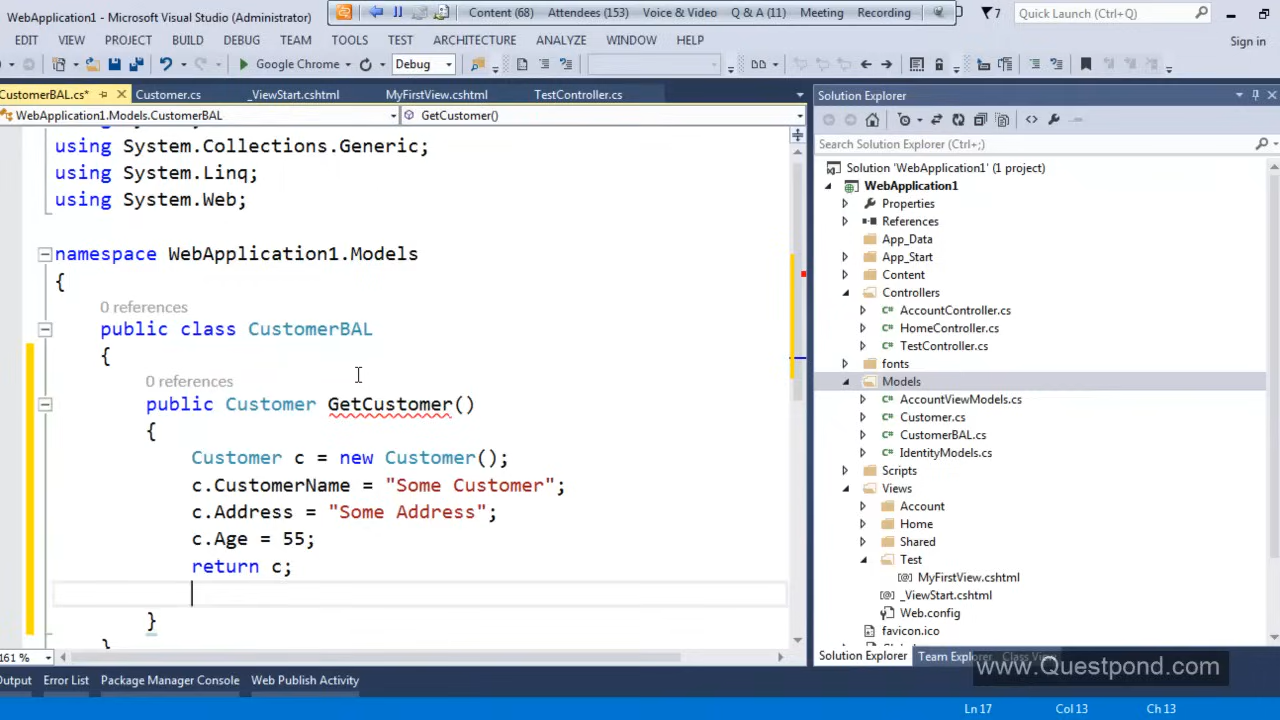 WebApplication1 - Microsoft Visual Studio (Administrator)
Content (68) Attendees (153) Voice & Video Q & A (11) Meeting Recording
7 Quick Launch (Ctrl+;)
EDIT VIEW PROJECT BUILD DEBUG TEAM TOOLS TEST ARCHITECTURE ANALYZE WINDOW HELP
Sign in
Google Chrome Debug
CustomerBAL.cs* Customer.cs _ViewStart.cshtml MyFirstView.cshtml TestController.cs
WebApplication1.Models.CustomerBAL GetCustomer()
using System.Collections.Generic;
using System.Linq;
using System.Web;
namespace WebApplication1.Models
{
0 references
public class CustomerBAL
{
0 references
public Customer GetCustomer()
{
Customer c = new Customer();
c.CustomerName = "Some Customer";
c.Address = "Some Address";
c.Age = 55;
return c;
}
161 %
Solution Explorer
Search Solution Explorer (Ctrl+;)
Solution 'WebApplication1' (1 project)
WebApplication1
Properties
References
App_Data
App_Start
Content
Controllers
AccountController.cs
HomeController.cs
TestController.cs
fonts
Models
AccountViewModels.cs
Customer.cs
CustomerBAL.cs
IdentityModels.cs
Scripts
Views
Account
Home
Shared
Test
MyFirstView.cshtml
_ViewStart.cshtml
Web.config
favicon.ico
Solution Explorer Team Explorer Class View
www.Questpond.com
Output Error List Package Manager Console Web Publish Activity
Ln 17 Col 13 Ch 13